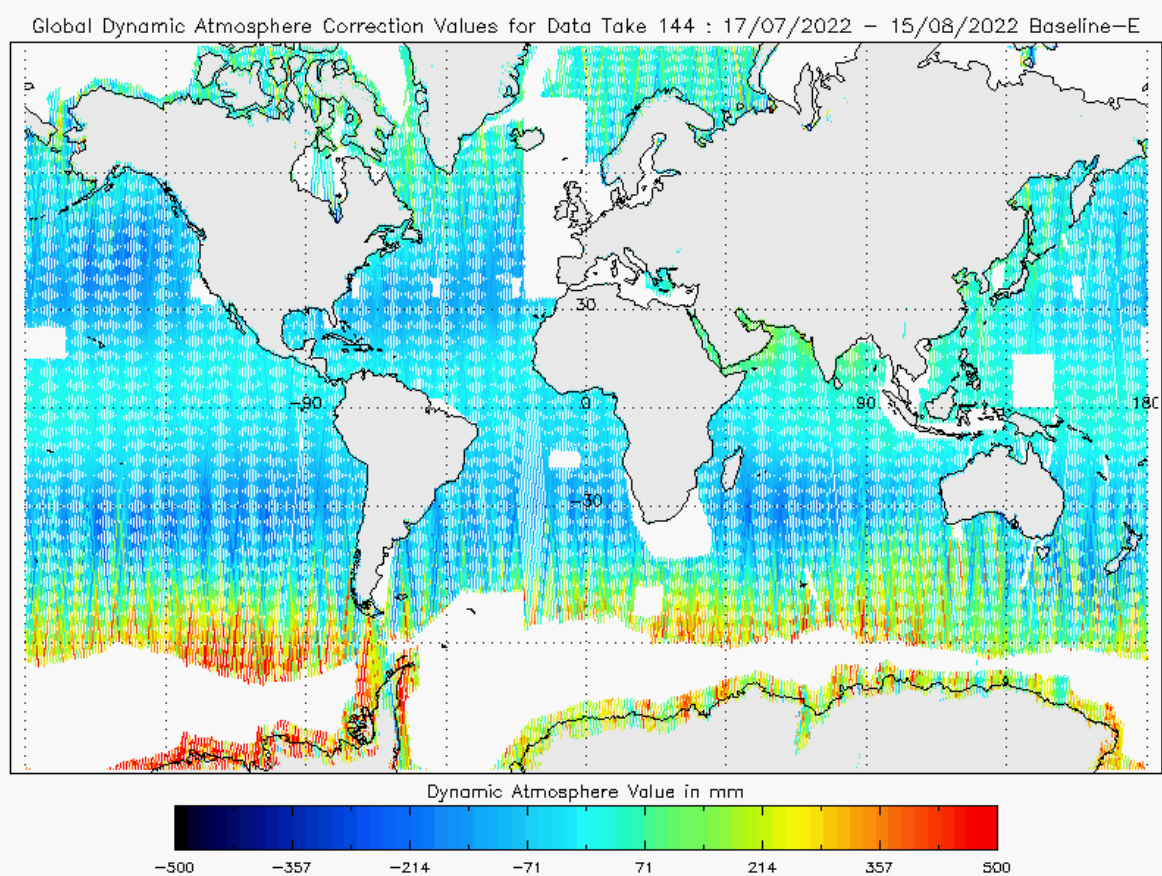 Global Dynamic Atmosphere Correction Values for Data Take 144 : 17/07/2022 – 15/08/2022 Baseline–E
30
–90 0 90 180
–30
Dynamic Atmosphere Value in mm
–500 –357 –214 –71 71 214 357 500